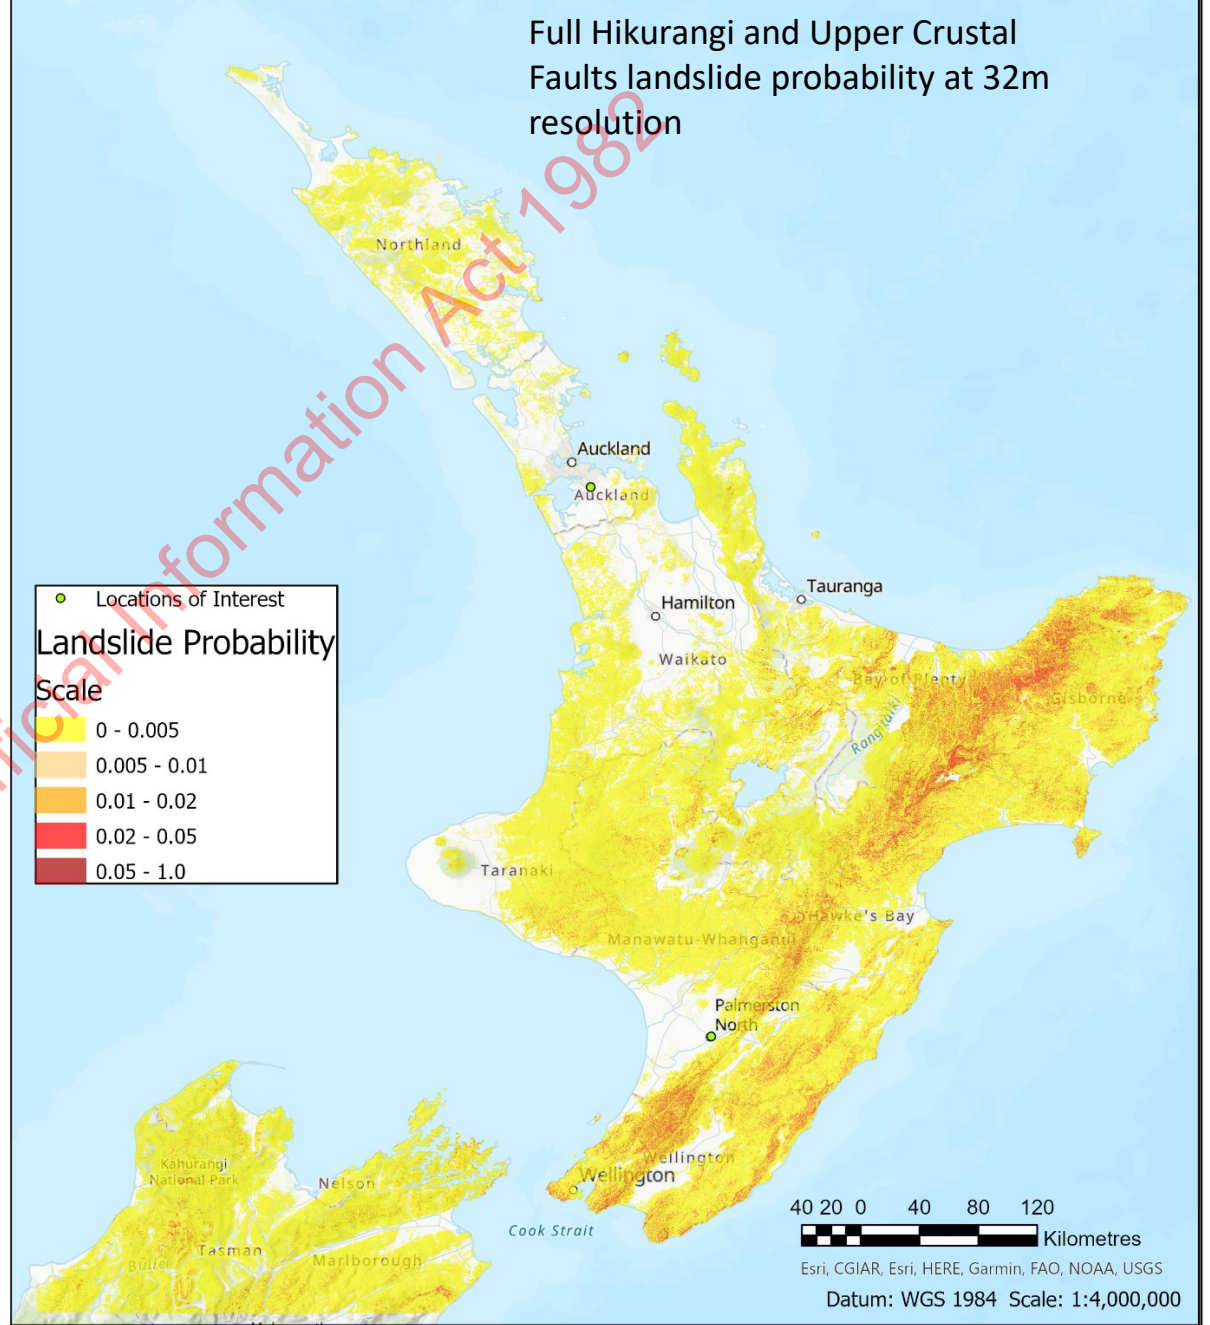 Full Hikurangi and Upper Crustal
Faults landslide probability at 32m
resolution
Official Information Act 1982
Northland
Auckland
Auckland
Tauranga
Hamilton
Waikato
Bay of Plenty
Gisborne
Rangitaiki
Locations of Interest
Landslide Probability
Scale
0 - 0.005
0.005 - 0.01
0.01 - 0.02
0.02 - 0.05
0.05 - 1.0
Taranaki
Hawke's Bay
Manawatu-Whanganui
Palmerston
North
Kahurangi
National Park
Nelson
Wellington
Wellington
Cook Strait
Tasman
Buller
Marlborough
40 20 0 40 80 120
Kilometres
Esri, CGIAR, Esri, HERE, Garmin, FAO, NOAA, USGS
Datum: WGS 1984 Scale: 1:4,000,000